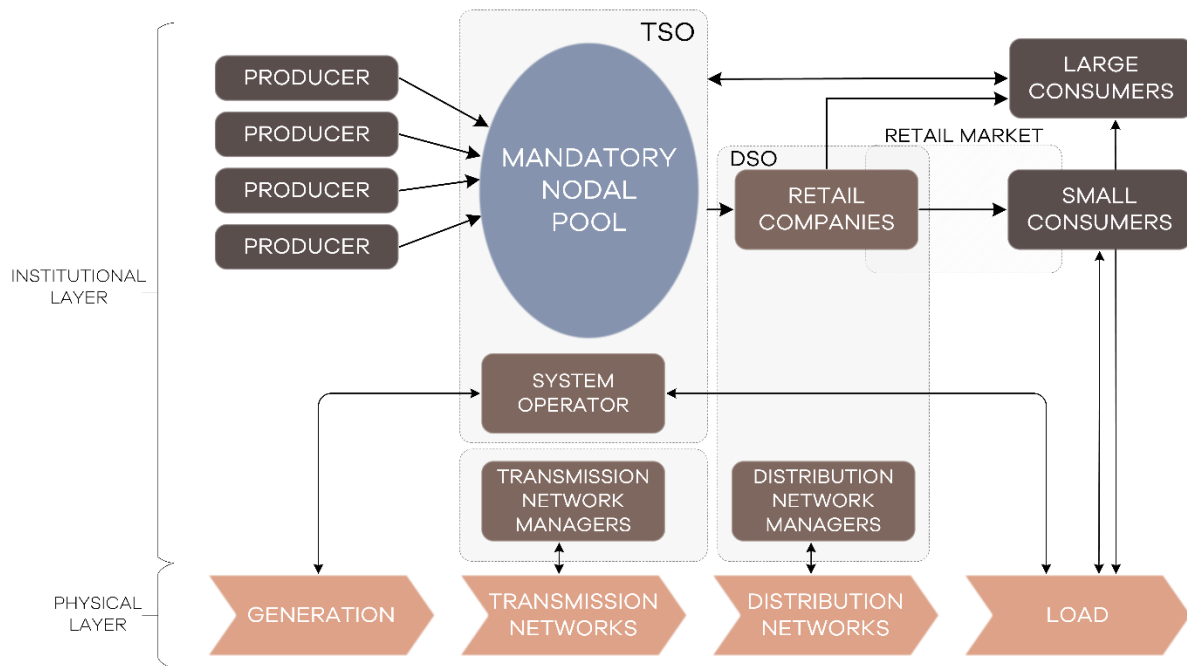 TSO
PRODUCER
PRODUCER
PRODUCER
PRODUCER
MANDATORY
NODAL
POOL
LARGE
CONSUMERS
RETAIL MARKET
DSO
RETAIL
COMPANIES
SMALL
CONSUMERS
INSTITUTIONAL
LAYER
SYSTEM
OPERATOR
TRANSMISSION
NETWORK
MANAGERS
DISTRIBUTION
NETWORK
MANAGERS
PHYSICAL
LAYER
GENERATION
TRANSMISSION
NETWORKS
DISTRIBUTION
NETWORKS
LOAD